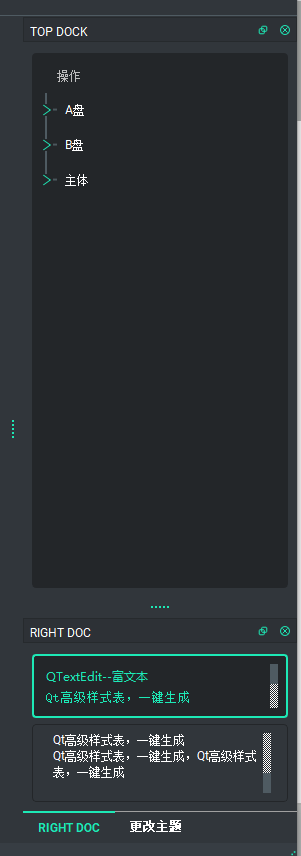 TOP DOCK
操作
A盘
B盘
主体
RIGHT DOC
QTextEdit--富文本
Qt高级样式表，一键生成
Qt高级样式表，一键生成
Qt高级样式表，一键生成，Qt高级样式
表，一键生成
RIGHT DOC 更改主题